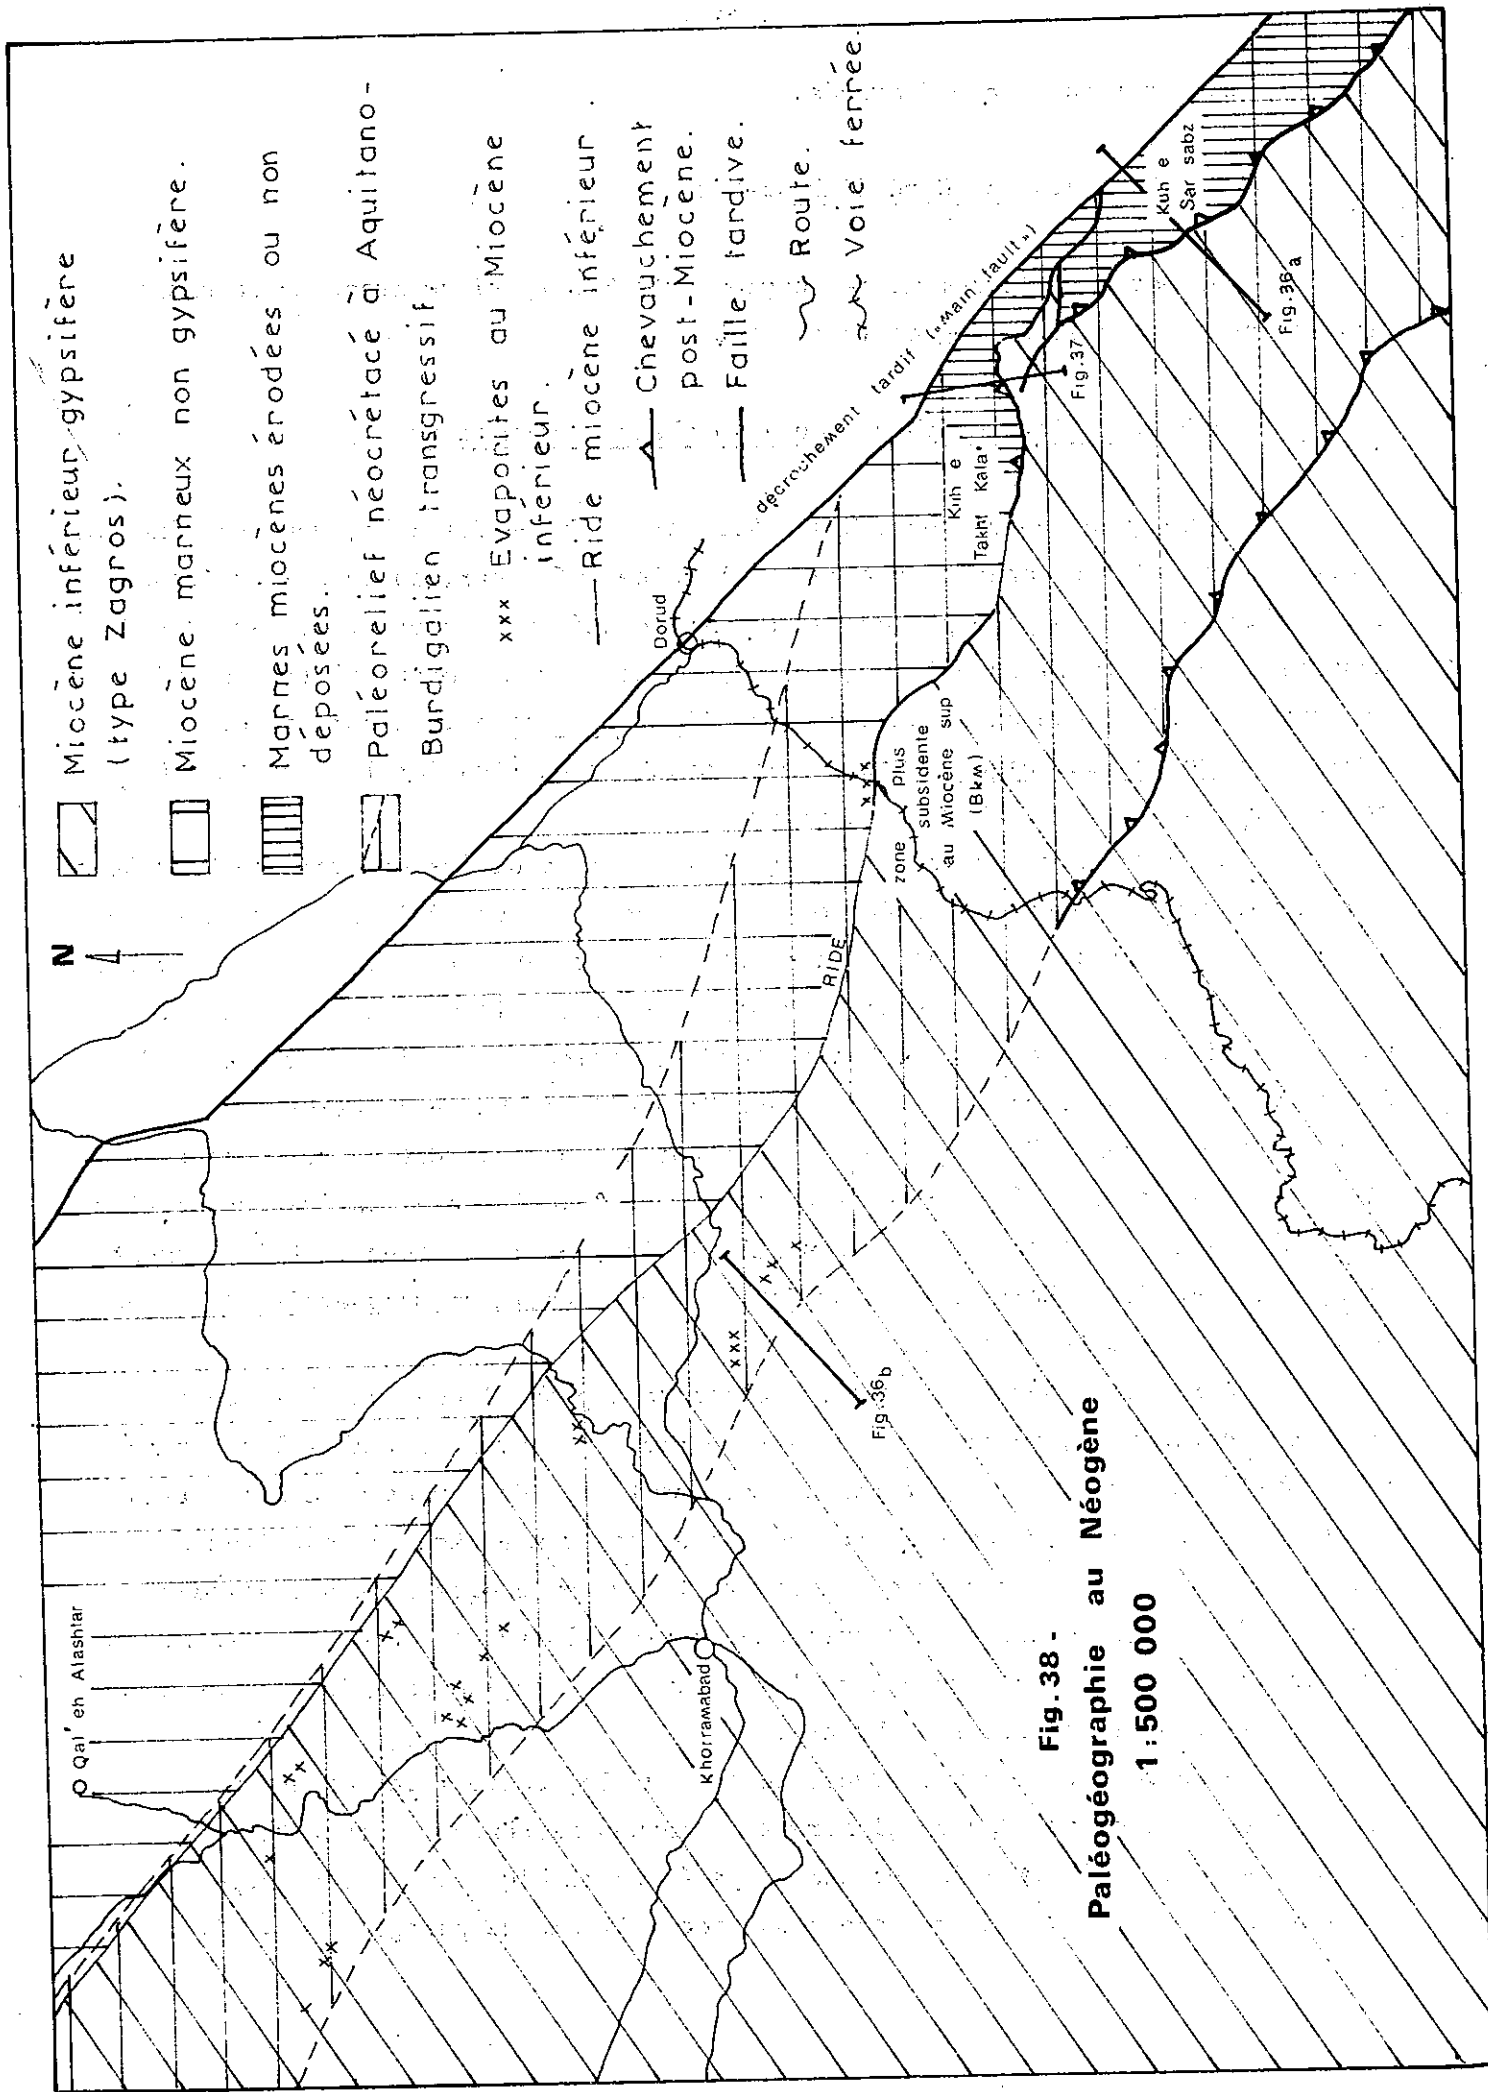 N
Miocène inférieur gypsifère
(type Zagros).
Miocène marneux non gypsifère.
Marnes miocènes érodées ou non
déposées.
Paléorelief néocrétacé à Aquitano-
Burdigalien transgressif.
xxx Evaporites au Miocène
inférieur.
Ride miocène inférieur.
Chevauchement
post-Miocène.
Faille tardive.
Route.
Voie ferrée.
Qal'eh Alashtar
Khorramabad
Dorud
décrochement tardif («main fault»)
RIDE
zone plus
subsidente
au Miocène sup
(Bkm)
Kuh e
Takht Kala
Kuh e
Sar sabz
Fig.37
Fig.36a
Fig.36b
Fig.38-
Paléogéographie au Néogène
1:500 000